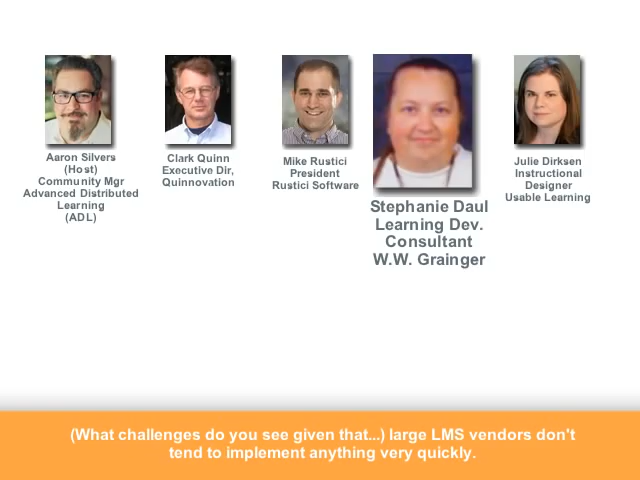 Aaron Silvers
(Host)
Community Mgr
Advanced Distributed
Learning
(ADL)
Clark Quinn
Executive Dir,
Quinnovation
Mike Rustici
President
Rustici Software
Stephanie Daul
Learning Dev.
Consultant
W.W. Grainger
Julie Dirksen
Instructional
Designer
Usable Learning
(What challenges do you see given that...) large LMS vendors don't
tend to implement anything very quickly.